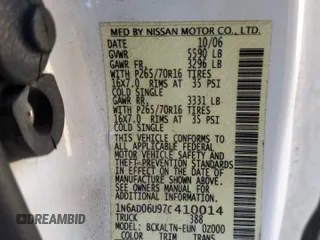 MFD BY NISSAN MOTOR CO., LTD.
DATE 10/06
GVWR 5590 LB
GAWR FR 3296 LB
WITH P265/70R16 TIRES
16X7.0 RIMS AT 35 PSI
COLD SINGLE
GAWR RR: 3331 LB
WITH P265/70R16 TIRES
16X7.0 RIMS AT 35 PSI
COLD SINGLE
THIS VEHICLE CONFORMS TO ALL
APPLICABLE FEDERAL MOTOR
VEHICLE SAFETY AND
THEFT-PREVENTION STANDARDS
IN EFFECT ON THE DATE OF
MFR SHOWN ABOVE.
SEE OWNERS MANUAL FOR
ADDITIONAL INFORMATION
1N6AD06U97C410014
TRUCK 388
MODEL: BCKALTN-EUN 0Z000
COLOR TRIM TRANS